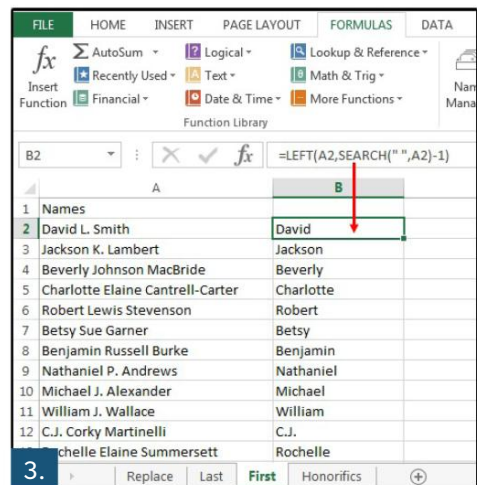 FILE HOME INSERT PAGE LAYOUT FORMULAS DATA
fx Insert Function
Σ AutoSum Logical Lookup & Reference
Recently Used Text Math & Trig
Financial Date & Time More Functions
Nam
Mana
Function Library
B2 fx =LEFT(A2,SEARCH(" ",A2)-1)
A B
1 Names
2 David L. Smith David
3 Jackson K. Lambert Jackson
4 Beverly Johnson MacBride Beverly
5 Charlotte Elaine Cantrell-Carter Charlotte
6 Robert Lewis Stevenson Robert
7 Betsy Sue Garner Betsy
8 Benjamin Russell Burke Benjamin
9 Nathaniel P. Andrews Nathaniel
10 Michael J. Alexander Michael
11 William J. Wallace William
12 C.J. Corky Martinelli C.J.
Elaine Summersett Rochelle
3. Replace Last First Honorifics